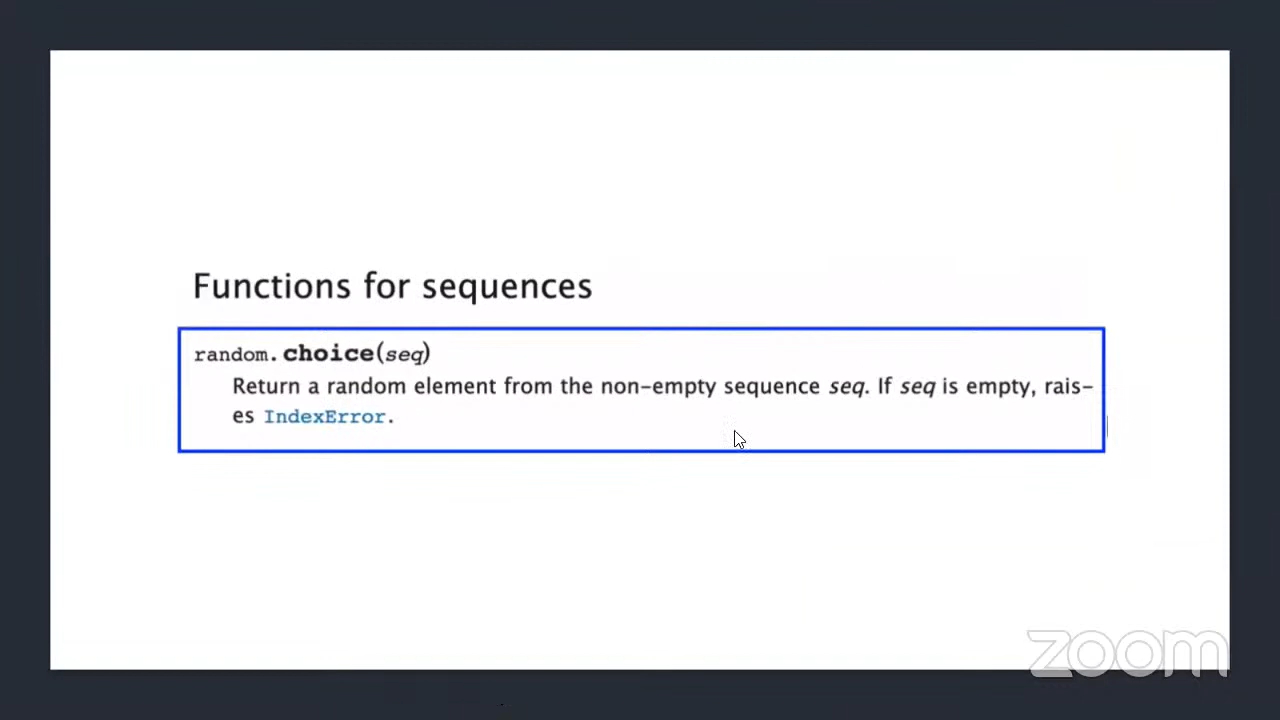 Functions for sequences
random.choice(seq)
Return a random element from the non-empty sequence seq. If seq is empty, rais-
es IndexError.
zoom